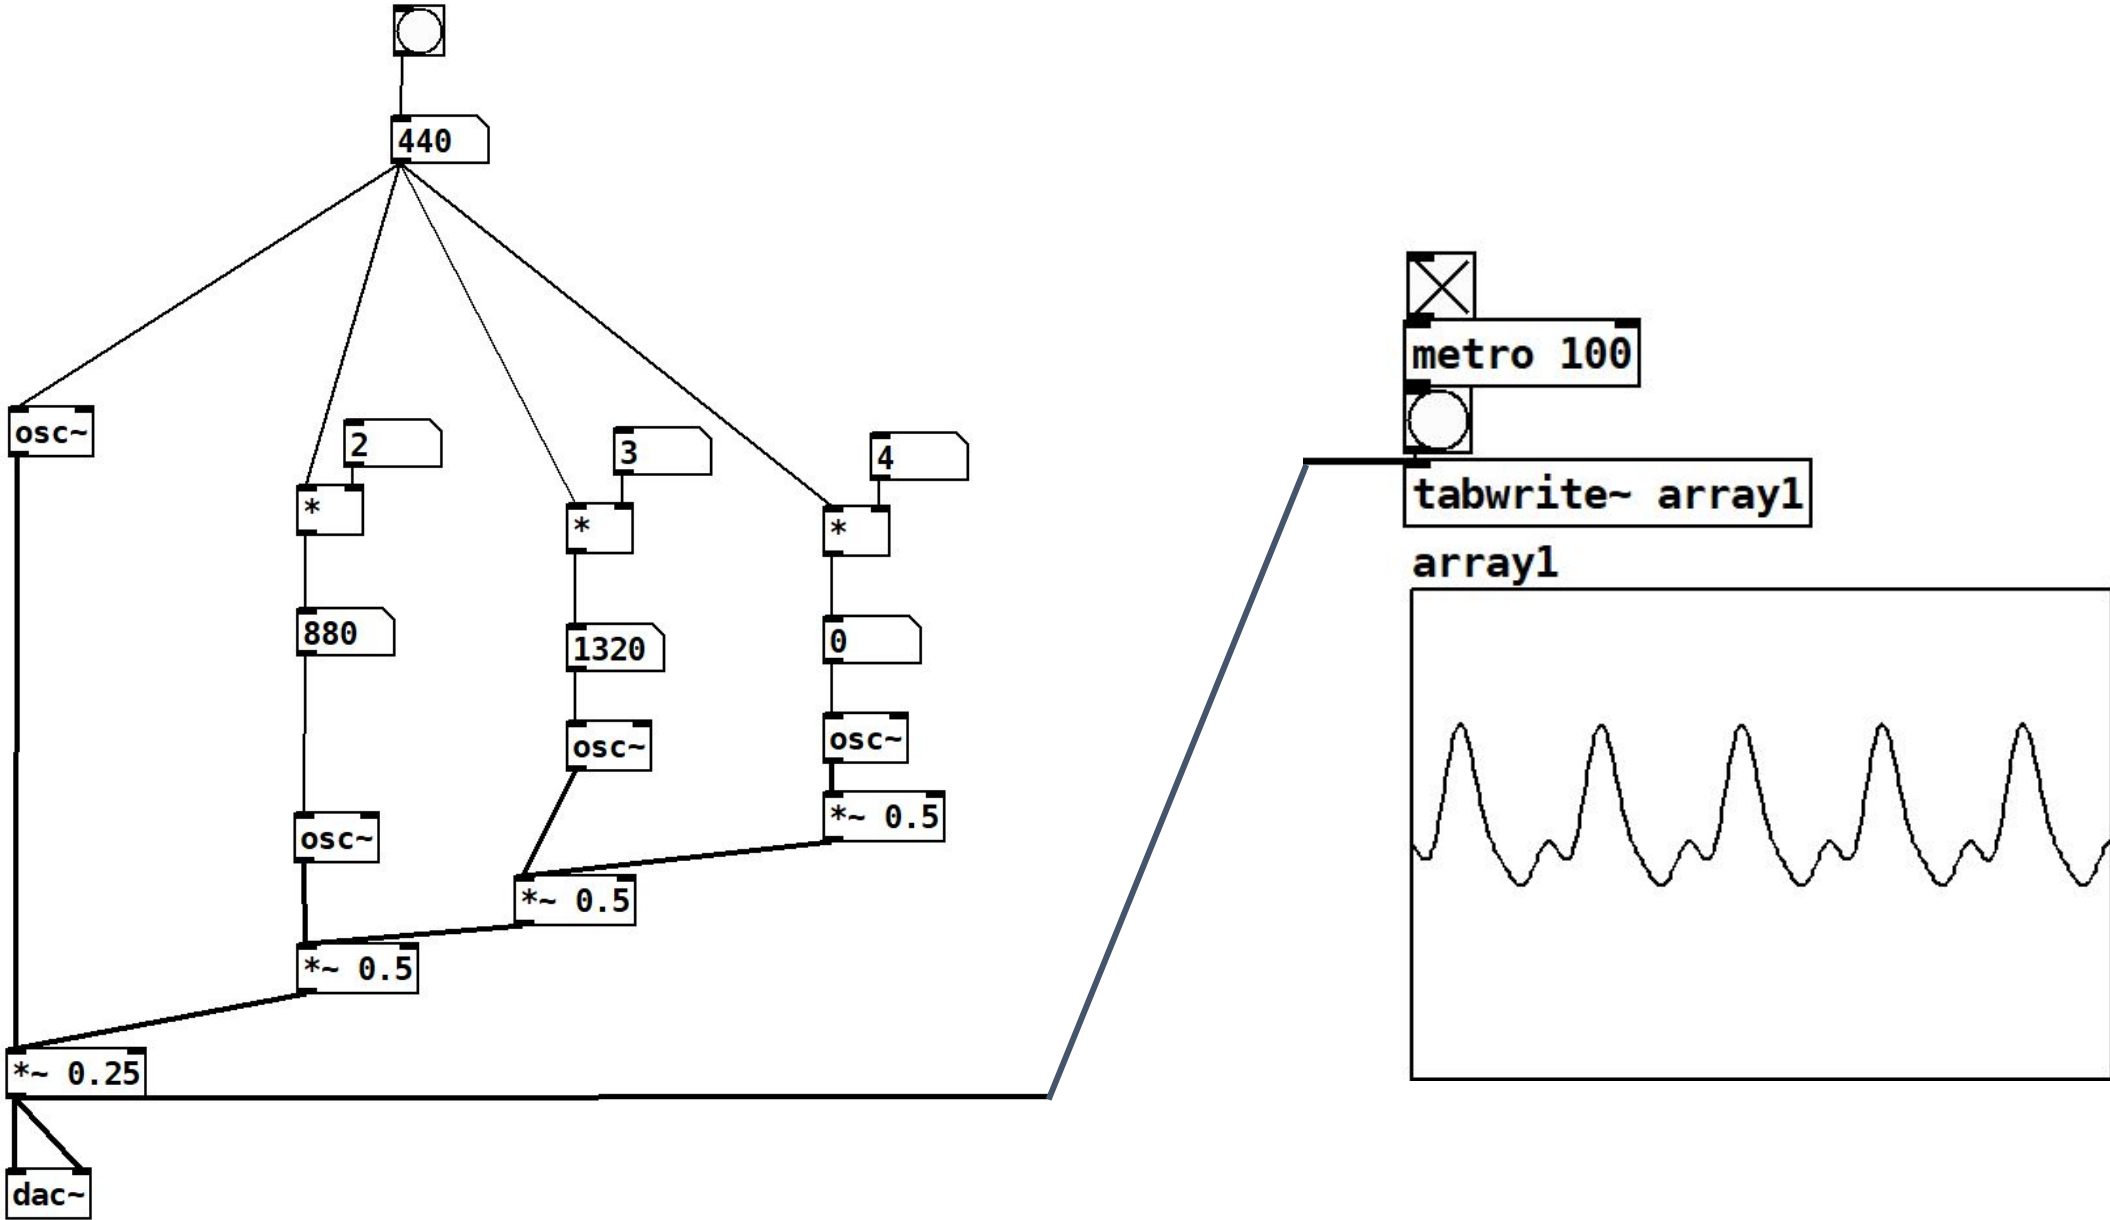 440
osc~
2
3
4
*
*
*
880
1320
0
osc~
osc~
osc~
*~ 0.5
*~ 0.5
*~ 0.5
*~ 0.25
dac~
metro 100
tabwrite~ array1
array1